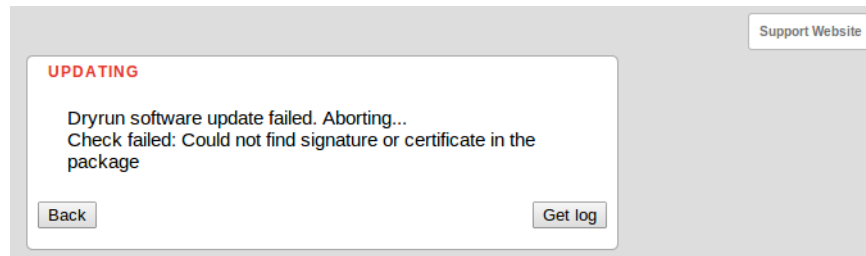 Support Website
UPDATING
Dryrun software update failed. Aborting...
Check failed: Could not find signature or certificate in the
package
Back
Get log